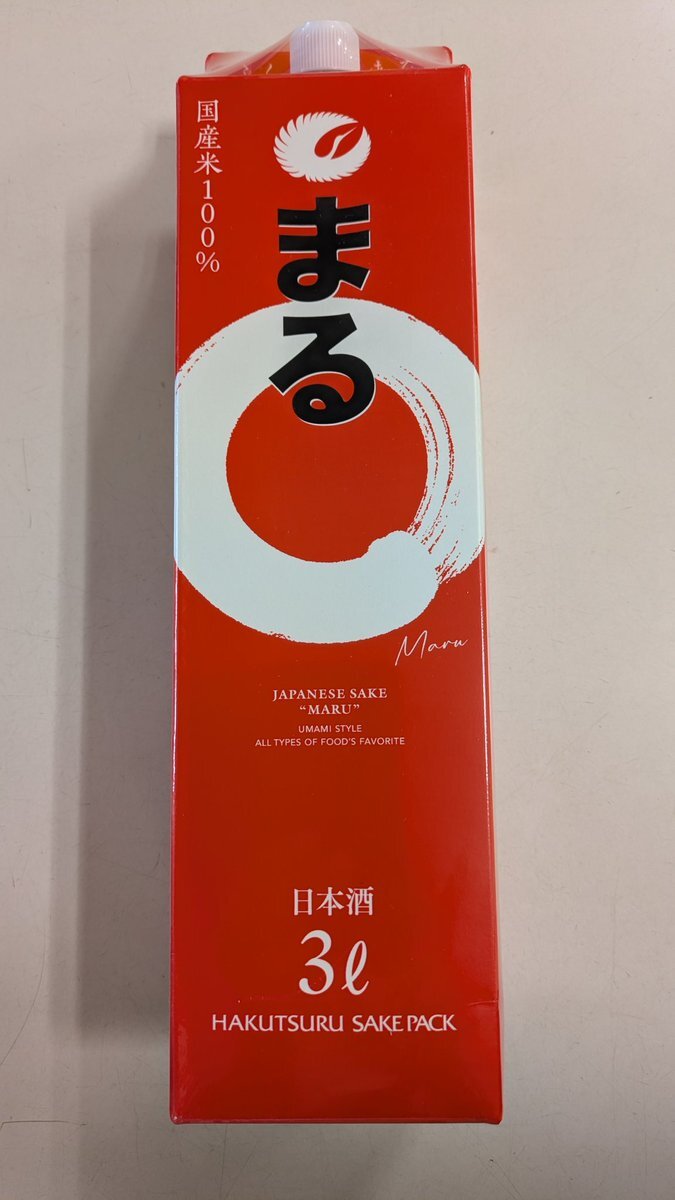 国産米100%
まる
Maru
JAPANESE SAKE
“MARU”
UMAMI STYLE
ALL TYPES OF FOOD'S FAVORITE
日本酒
3ℓ
HAKUTSURU SAKE PACK